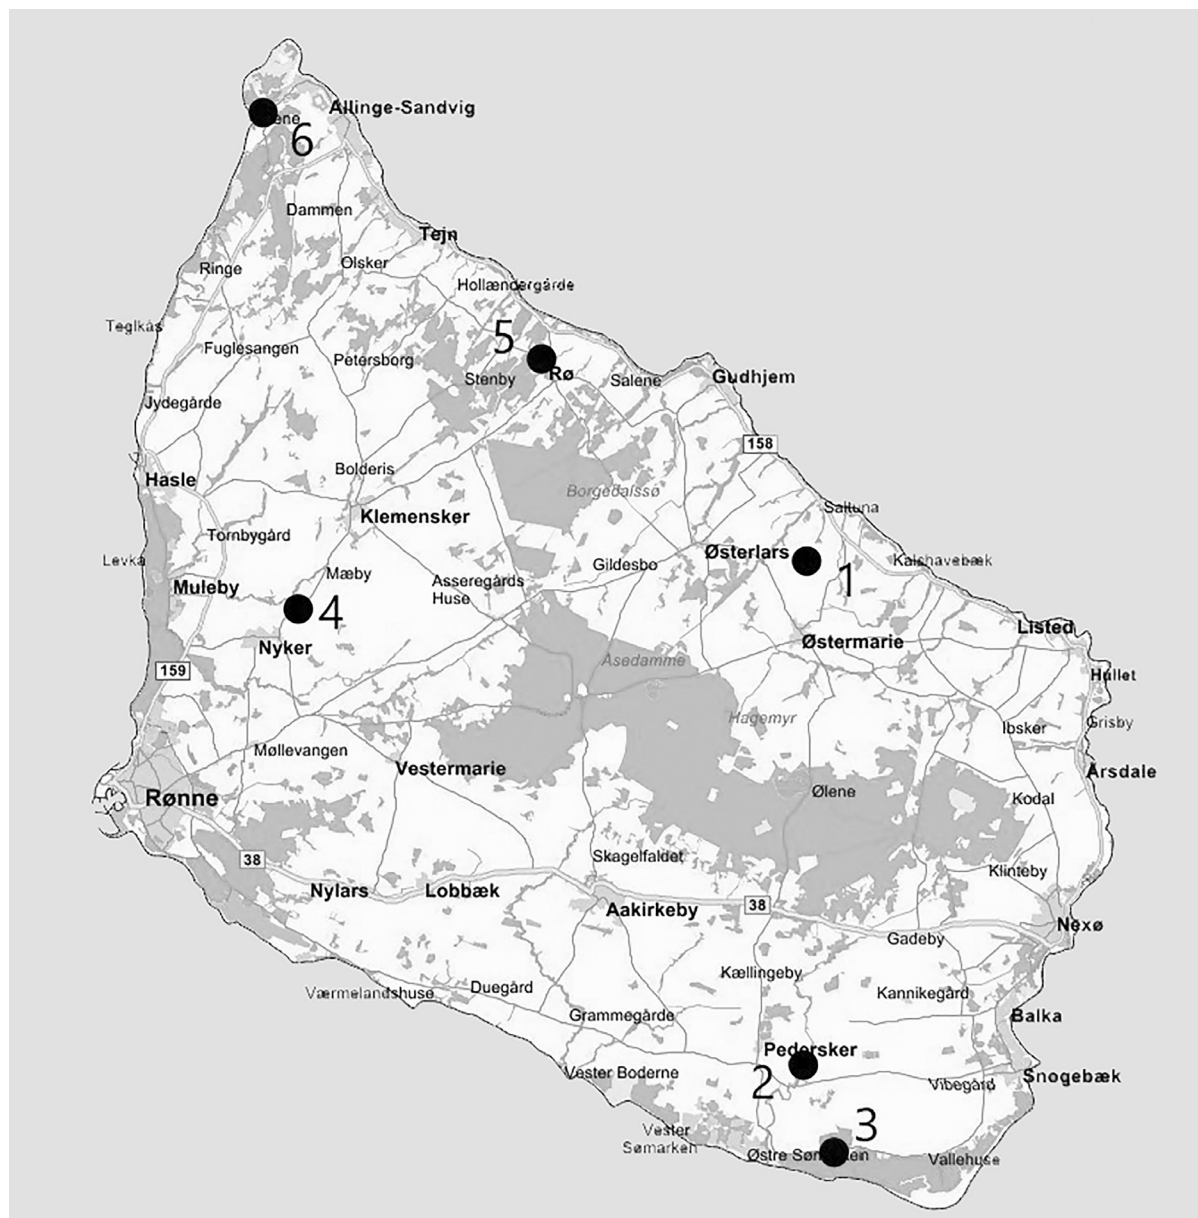 Allinge-Sandvig
6
Dammen
Tejn
Olsker
Ringe
Hollændergårde
Teglkås
5
Fuglesangen
Petersborg
Rø
Stenby
Salene
Gudhjem
Jydegårde
158
Bolderis
Hasle
Borgedalssø
Saltuna
Klemensker
Tornbygård
Østerlars
Levka
Gildesbo
Kalshavebæk
Mæby
1
Asseregårds
Huse
Muleby
4
Listed
Østermarie
Nyker
Åsedamme
159
Hullet
Hagemyr
Grisby
Ibsker
Møllevangen
Vestermarie
Årsdale
Rønne
Ølene
Kodal
38
Skagelfaldet
Klinteby
Nylars
Lobbæk
38
Aakirkeby
Nexø
Gadeby
Kællingeby
Duegård
Kannikegård
Værmelandshuse
Grammegårde
Balka
Pedersker
Vester Boderne
2
Snogebæk
Vibegård
3
Vester
Sømarken
Østre
Vallehuse